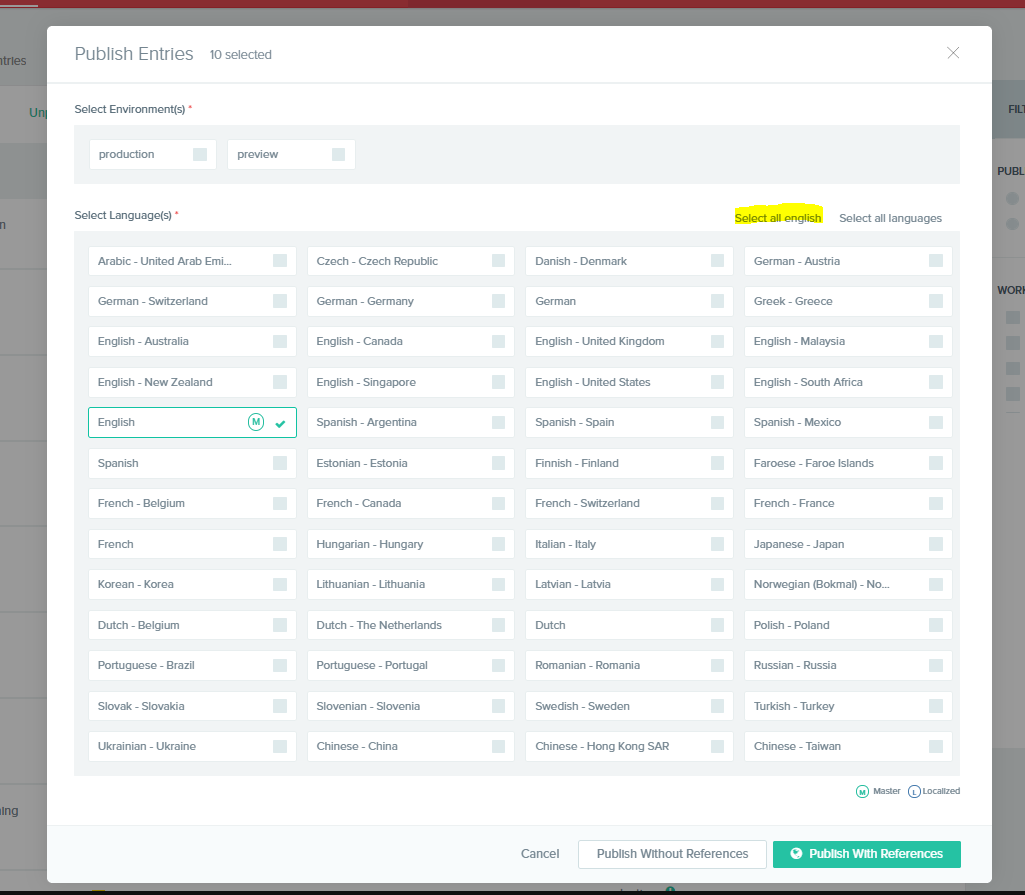 Publish Entries 10 selected
ntries
Select Environment(s) *
FILT
Unp
production preview
PUBL
Select Language(s) * Select all english Select all languages
n
Arabic - United Arab Emi... Czech - Czech Republic Danish - Denmark German - Austria
WORK
German - Switzerland German - Germany German Greek - Greece
English - Australia English - Canada English - United Kingdom English - Malaysia
English - New Zealand English - Singapore English - United States English - South Africa
English M Spanish - Argentina Spanish - Spain Spanish - Mexico
Spanish Estonian - Estonia Finnish - Finland Faroese - Faroe Islands
French - Belgium French - Canada French - Switzerland French - France
French Hungarian - Hungary Italian - Italy Japanese - Japan
Korean - Korea Lithuanian - Lithuania Latvian - Latvia Norwegian (Bokmal) - No...
Dutch - Belgium Dutch - The Netherlands Dutch Polish - Poland
Portuguese - Brazil Portuguese - Portugal Romanian - Romania Russian - Russia
Slovak - Slovakia Slovenian - Slovenia Swedish - Sweden Turkish - Turkey
Ukrainian - Ukraine Chinese - China Chinese - Hong Kong SAR Chinese - Taiwan
M Master L Localized
ning
Cancel Publish Without References Publish With References